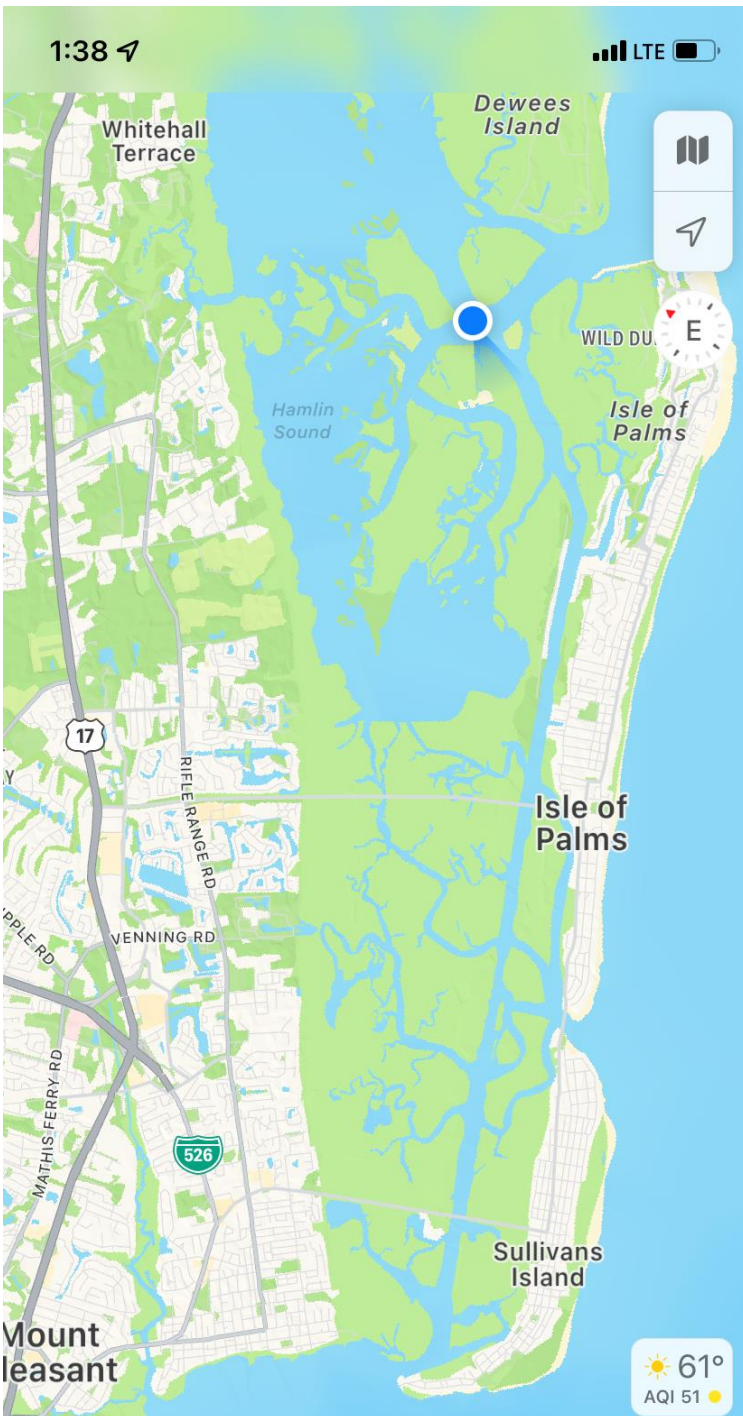 1:38
LTE
Dewees
Island
Whitehall
Terrace
WILD DU
E
Hamlin
Sound
Isle of
Palms
17
Y
RIFLE RANGE RD
Isle of
Palms
PPLE RD
VENNING RD
MATHIS FERRY RD
526
Sullivans
Island
Mount
leasant
61°
AQI 51